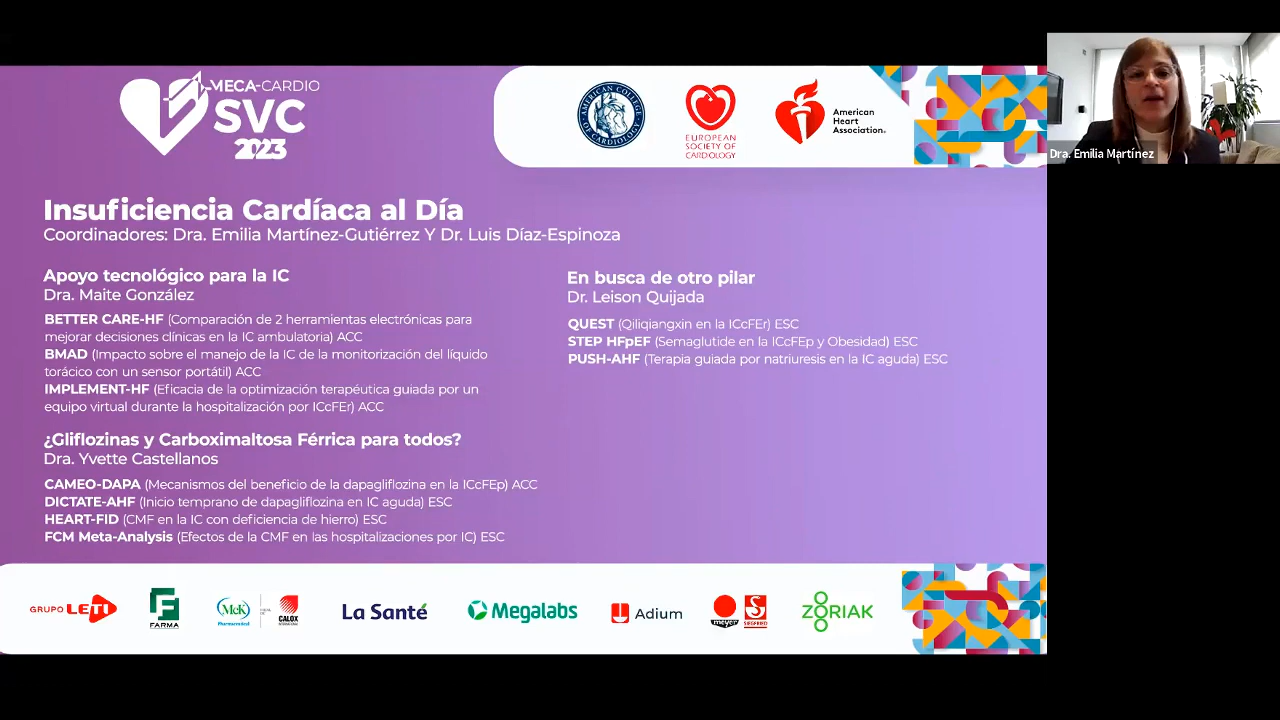 MECA-CARDIO
SVC
2023
AMERICAN COLLEGE OF CARDIOLOGY
EUROPEAN
SOCIETY OF
CARDIOLOGY
American
Heart
Association.
Dra. Emilia Martínez
Insuficiencia Cardíaca al Día
Coordinadores: Dra. Emilia Martínez-Gutiérrez Y Dr. Luis Díaz-Espinoza
Apoyo tecnológico para la IC
Dra. Maite González
BETTER CARE-HF (Comparación de 2 herramientas electrónicas para
mejorar decisiones clínicas en la IC ambulatoria) ACC
BMAD (Impacto sobre el manejo de la IC de la monitorización del líquido
torácico con un sensor portátil) ACC
IMPLEMENT-HF (Eficacia de la optimización terapéutica guiada por un
equipo virtual durante la hospitalización por ICcFEr) ACC
¿Gliflozinas y Carboximaltosa Férrica para todos?
Dra. Yvette Castellanos
CAMEO-DAPA (Mecanismos del beneficio de la dapagliflozina en la ICcFEp) ACC
DICTATE-AHF (Inicio temprano de dapagliflozina en IC aguda) ESC
HEART-FID (CMF en la IC con deficiencia de hierro) ESC
FCM Meta-Analysis (Efectos de la CMF en las hospitalizaciones por IC) ESC
En busca de otro pilar
Dr. Leison Quijada
QUEST (Qiliqiangxin en la ICcFEr) ESC
STEP HFpEF (Semaglutide en la ICcFEp y Obesidad) ESC
PUSH-AHF (Terapia guiada por natriuresis en la IC aguda) ESC
GRUPO LETI
FARMA
McK
Pharmaceutical
CALOX
INTERNATIONAL
La Santé
Megalabs
Adium
meyer
SIEGFRIED
ZORIAK